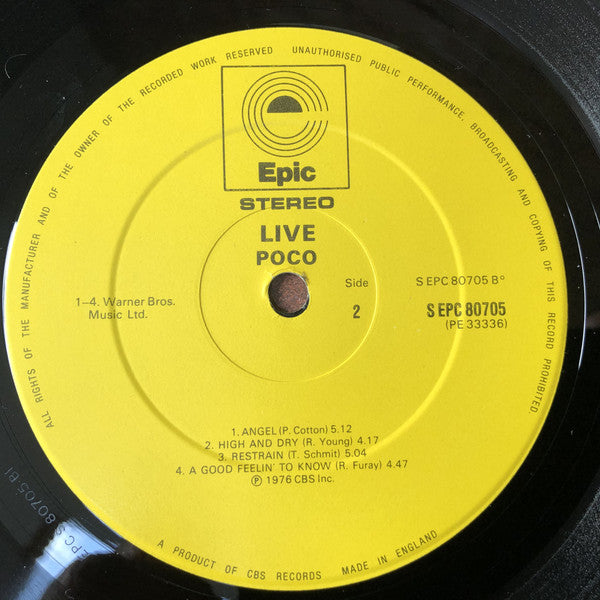 ALL RIGHTS OF THE MANUFACTURER AND OF THE OWNER OF THE RECORDED WORK RESERVED UNAUTHORISED PUBLIC PERFORMANCE, BROADCASTING AND COPYING OF THIS RECORD PROHIBITED
Epic
STEREO
LIVE
POCO
1–4. Warner Bros.
Music Ltd.
Side
2
S EPC 80705 B°
S EPC 80705
(PE 33336)
1. ANGEL (P. Cotton) 5.12
2. HIGH AND DRY (R. Young) 4.17
3. RESTRAIN (T. Schmit) 5.04
4. A GOOD FEELIN' TO KNOW (R. Furay) 4.47
Ⓟ 1976 CBS Inc.
A PRODUCT OF CBS RECORDS MADE IN ENGLAND
EPC S 80705 B1